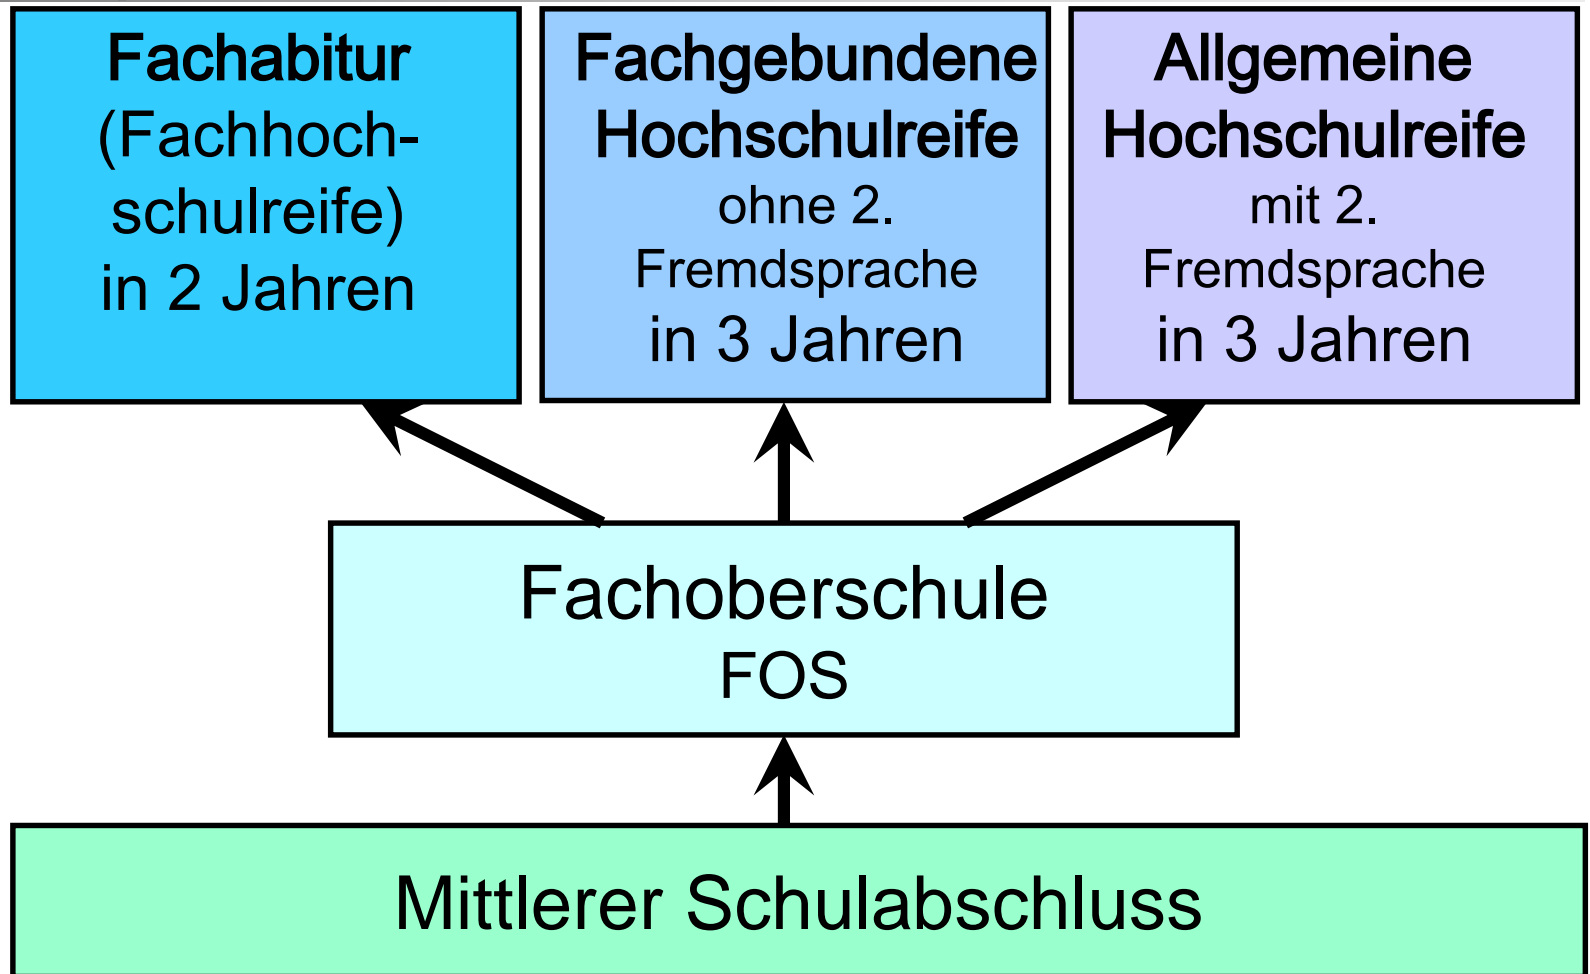 Fachabitur
(Fachhoch-
schulreife)
in 2 Jahren
Fachgebundene
Hochschulreife
ohne 2.
Fremdsprache
in 3 Jahren
Allgemeine
Hochschulreife
mit 2.
Fremdsprache
in 3 Jahren
Fachoberschule
FOS
Mittlerer Schulabschluss